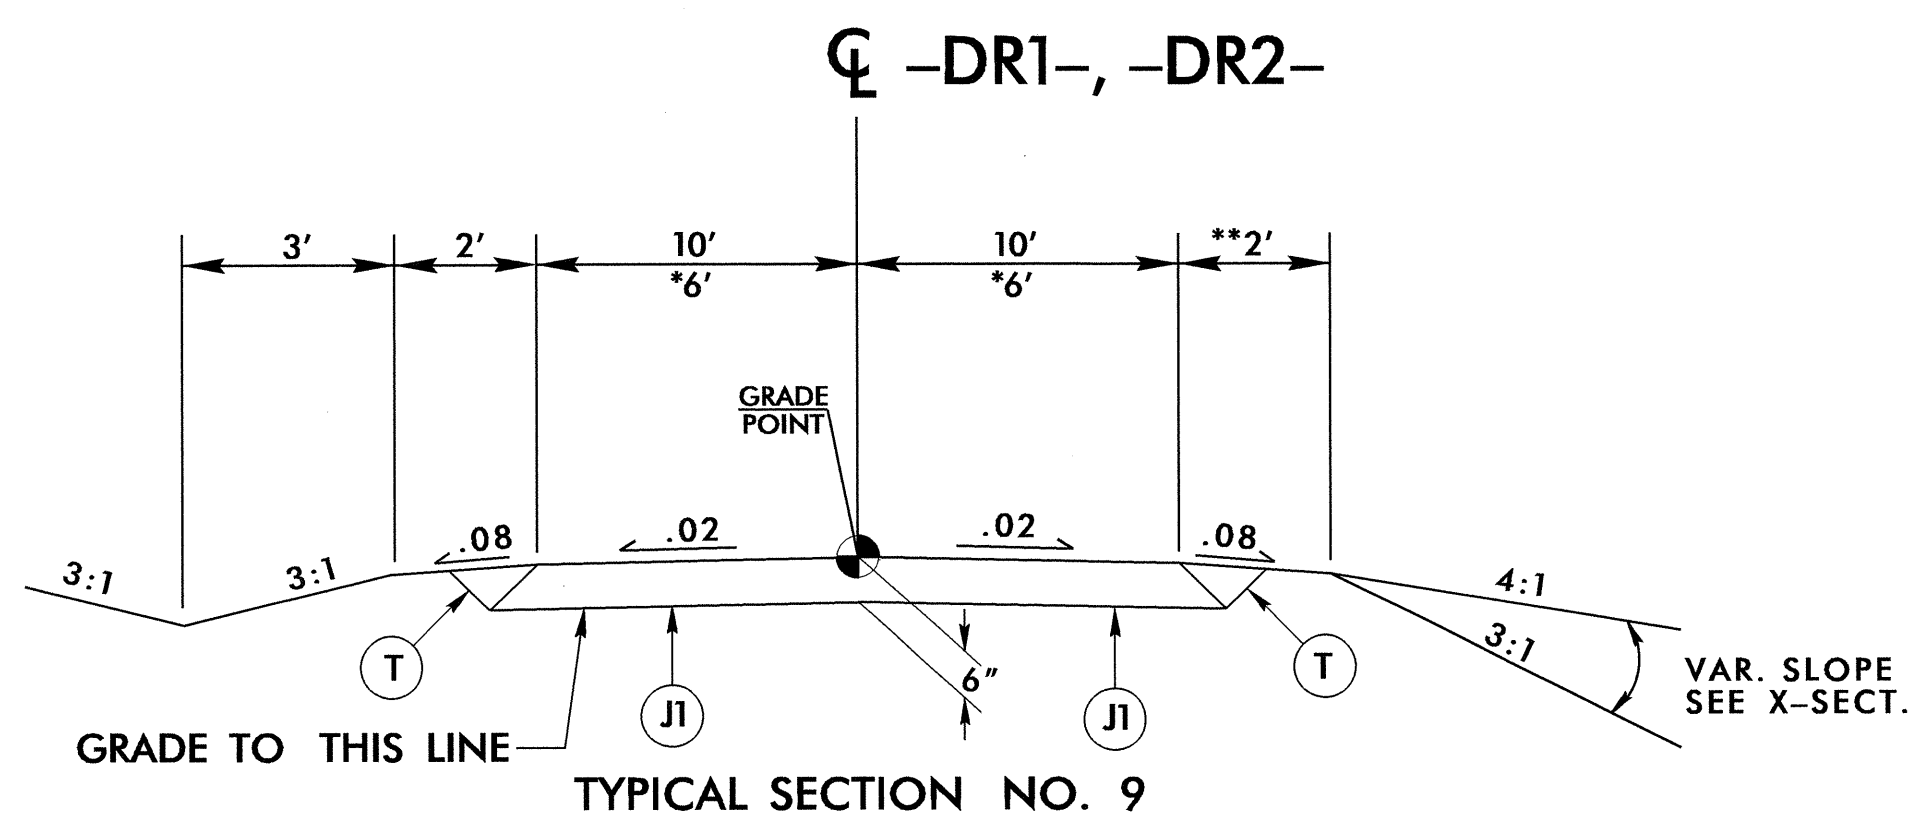 ℄ –DR1–, –DR2–
3' 2' 10' 10' **2'
*6' *6'
GRADE
POINT
.08 .02 .02 .08
3:1 3:1 4:1
3:1
T T
6"
VAR. SLOPE
SEE X–SECT.
J1 J1
GRADE TO THIS LINE
TYPICAL SECTION NO. 9